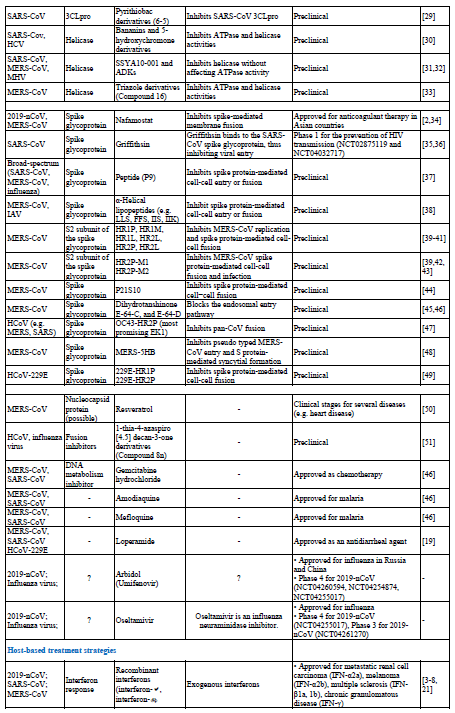 SARS-CoV 3CLpro Pyrithiobac derivatives (6-5) Inhibits SARS-CoV 3CLpro Preclinical [29]
SARS-Cov, HCV Helicase Bananins and 5-hydroxychromone derivatives Inhibits ATPase and helicase activities Preclinical [30]
SARS-CoV, MERS-CoV, MHV Helicase SSYA10-001 and ADKs Inhibits helicase without affecting ATPase activity Preclinical [31,32]
MERS-CoV Helicase Triazole derivatives (Compound 16) Inhibits ATPase and helicase activities Preclinical [33]
2019-nCoV, MERS-CoV Spike glycoprotein Nafamostat Inhibits spike-mediated membrane fusion Approved for anticoagulant therapy in Asian countries [2,34]
SARS-CoV Spike glycoprotein Griffithsin Griffithsin binds to the SARS-CoV spike glycoprotein, thus inhibiting viral entry Phase 1 for the prevention of HIV transmission (NCT02875119 and NCT04032717) [35,36]
Broad-spectrum (SARS-CoV, MERS-CoV, influenza) Spike glycoprotein Peptide (P9) Inhibits spike protein-mediated cell-cell entry or fusion Preclinical [37]
MERS-CoV, IAV Spike glycoprotein α-Helical lipopeptides (e.g. LLS, FFS, IIS, IIK) Inhibit spike protein-mediated cell-cell entry or fusion Preclinical [38]
MERS-CoV S2 subunit of the spike glycoprotein HR1P, HR1M, HR1L, HR2L, HR2P, HR2L Inhibits MERS-CoV replication and spike protein-mediated cell-cell fusion Preclinical [39-41]
MERS-CoV S2 subunit of the spike glycoprotein HR2P-M1 HR2P-M2 Inhibits MERS-CoV spike protein-mediated cell-cell fusion and infection Preclinical [39,42, 43]
MERS-CoV Spike glycoprotein P21S10 Inhibits spike protein-mediated cell−cell fusion Preclinical [44]
MERS-CoV Spike glycoprotein Dihydrotanshinone E-64-C, and E-64-D Blocks the endosomal entry pathway Preclinical [45,46]
HCoV (e.g. MERS, SARS) Spike glycoprotein OC43-HR2P (most promising EK1) Inhibits pan-CoV fusion Preclinical [47]
MERS-CoV Spike glycoprotein MERS-5HB Inhibits pseudo typed MERS-CoV entry and S protein-mediated syncytial formation Preclinical [48]
HCoV-229E Spike glycoprotein 229E-HR1P 229E-HR2P Inhibits spike protein-mediated cell-cell fusion Preclinical [49]
MERS-CoV Nucleocapsid protein (possible) Resveratrol - Clinical stages for several diseases (e.g. heart disease) [50]
HCoV, influenza virus Fusion inhibitors 1-thia-4-azaspiro [4.5] decan-3-one derivatives (Compound 8n) - Preclinical [51]
MERS-CoV, SARS-CoV DNA metabolism inhibitor Gemcitabine hydrochloride - Approved as chemotherapy [46]
MERS-CoV, SARS-CoV - Amodiaquine - Approved for malaria [46]
MERS-CoV, SARS-CoV - Mefloquine - Approved for malaria [46]
MERS-CoV, SARS-CoV HCoV-229E - Loperamide - Approved as an antidiarrheal agent [19]
2019-nCoV; Influenza virus; ? Arbidol (Umifenovir) ? • Approved for influenza in Russia and China • Phase 4 for 2019-nCoV (NCT04260594, NCT04254874, NCT04255017) -
2019-nCoV; Influenza virus; ? Oseltamivir Oseltamivir is an influenza neuraminidase inhibitor. • Approved for influenza • Phase 4 for 2019-nCoV (NCT04255017), Phase 3 for 2019-nCoV (NCT04261270) -
Host-based treatment strategies
2019-nCoV; SARS-CoV; MERS-CoV Interferon response Recombinant interferons (interferon- interferon- Exogenous interferons • Approved for metastatic renal cell carcinoma (IFN-α2a), melanoma (IFN-α2b), multiple sclerosis (IFN-β1a, 1b), chronic granulomatous disease (IFN-γ) [3-8, 21]